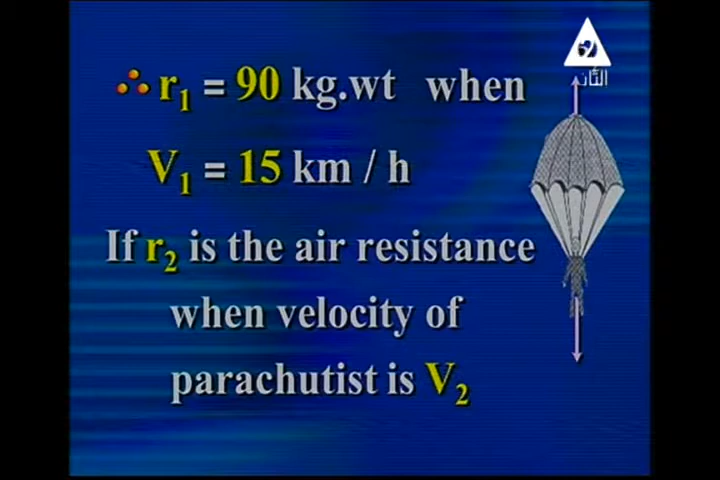 ∴ r₁ = 90 kg.wt when
V₁ = 15 km / h
If r₂ is the air resistance
when velocity of
parachutist is V₂